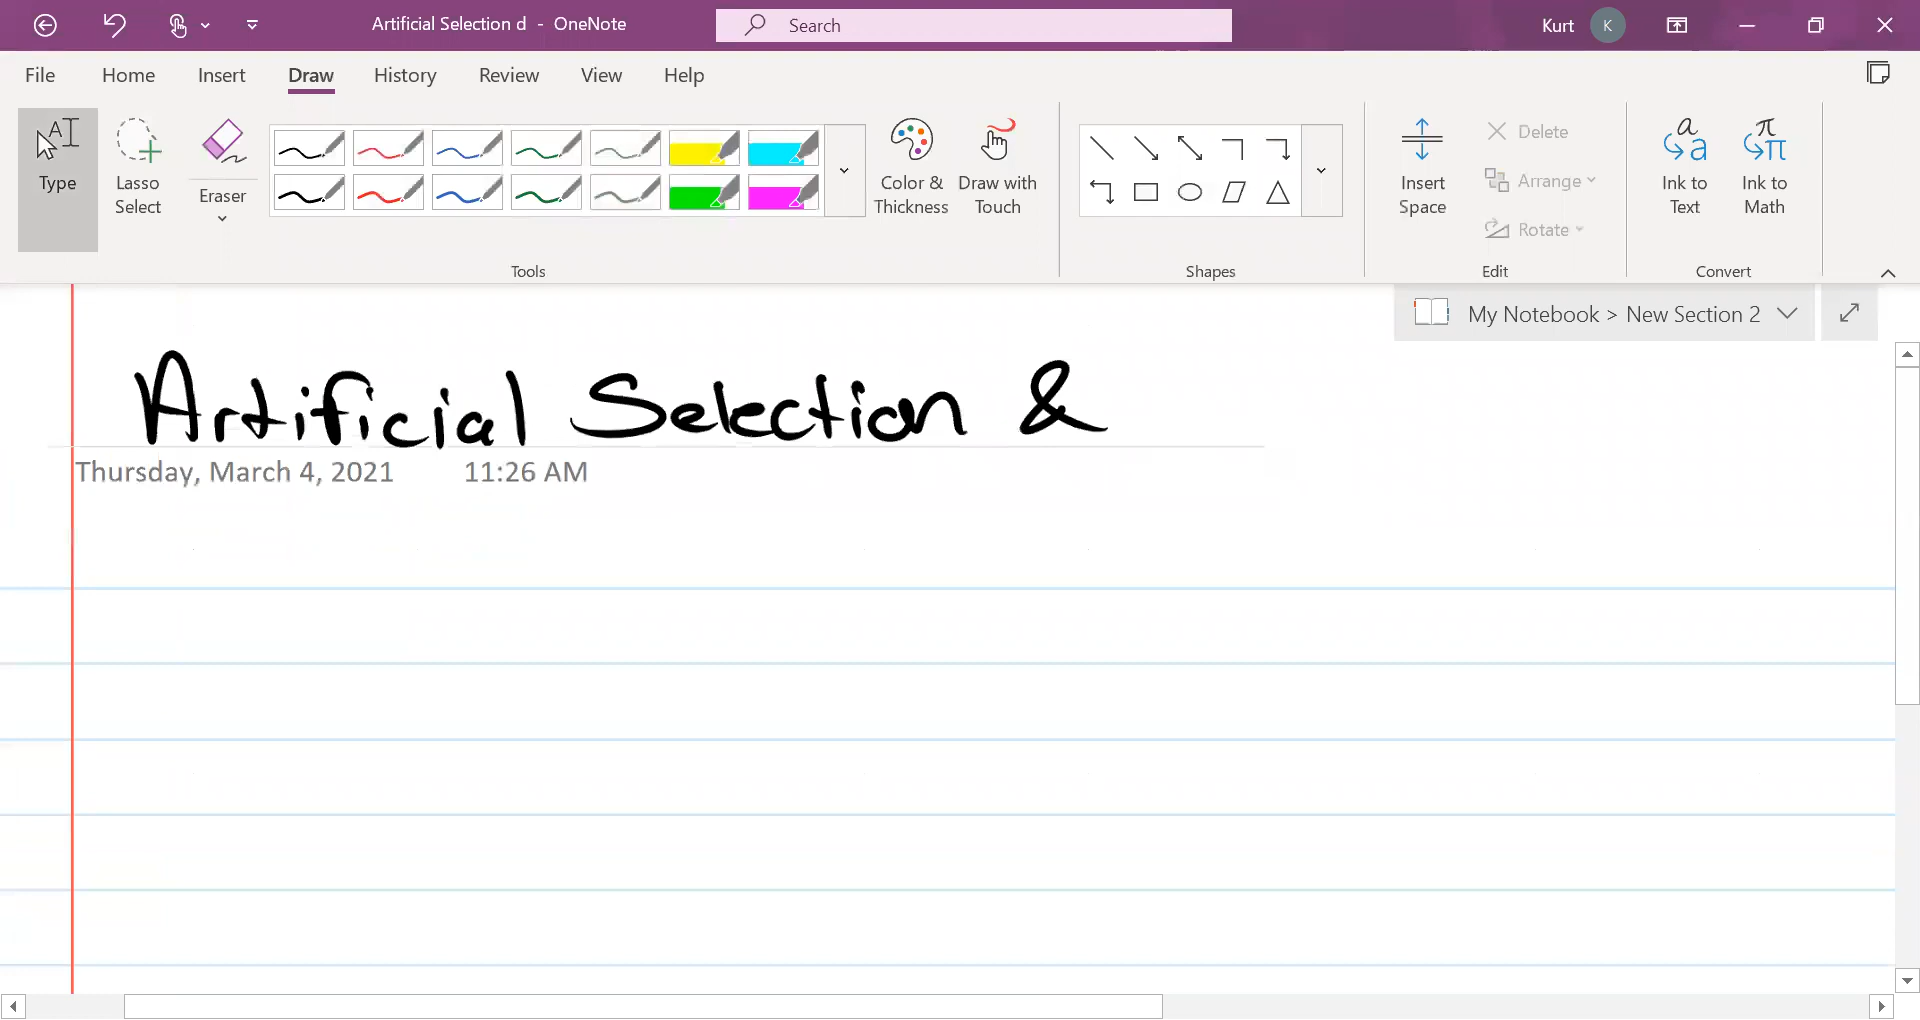 Artificial Selection d - OneNote
Search
Kurt K
File Home Insert Draw History Review View Help
Type
Lasso Select
Eraser
Color & Thickness
Draw with Touch
Insert Space
Delete
Arrange
Rotate
Ink to Text
Ink to Math
Tools
Shapes
Edit
Convert
My Notebook > New Section 2
Artificial Selection &
Thursday, March 4, 2021 11:26 AM